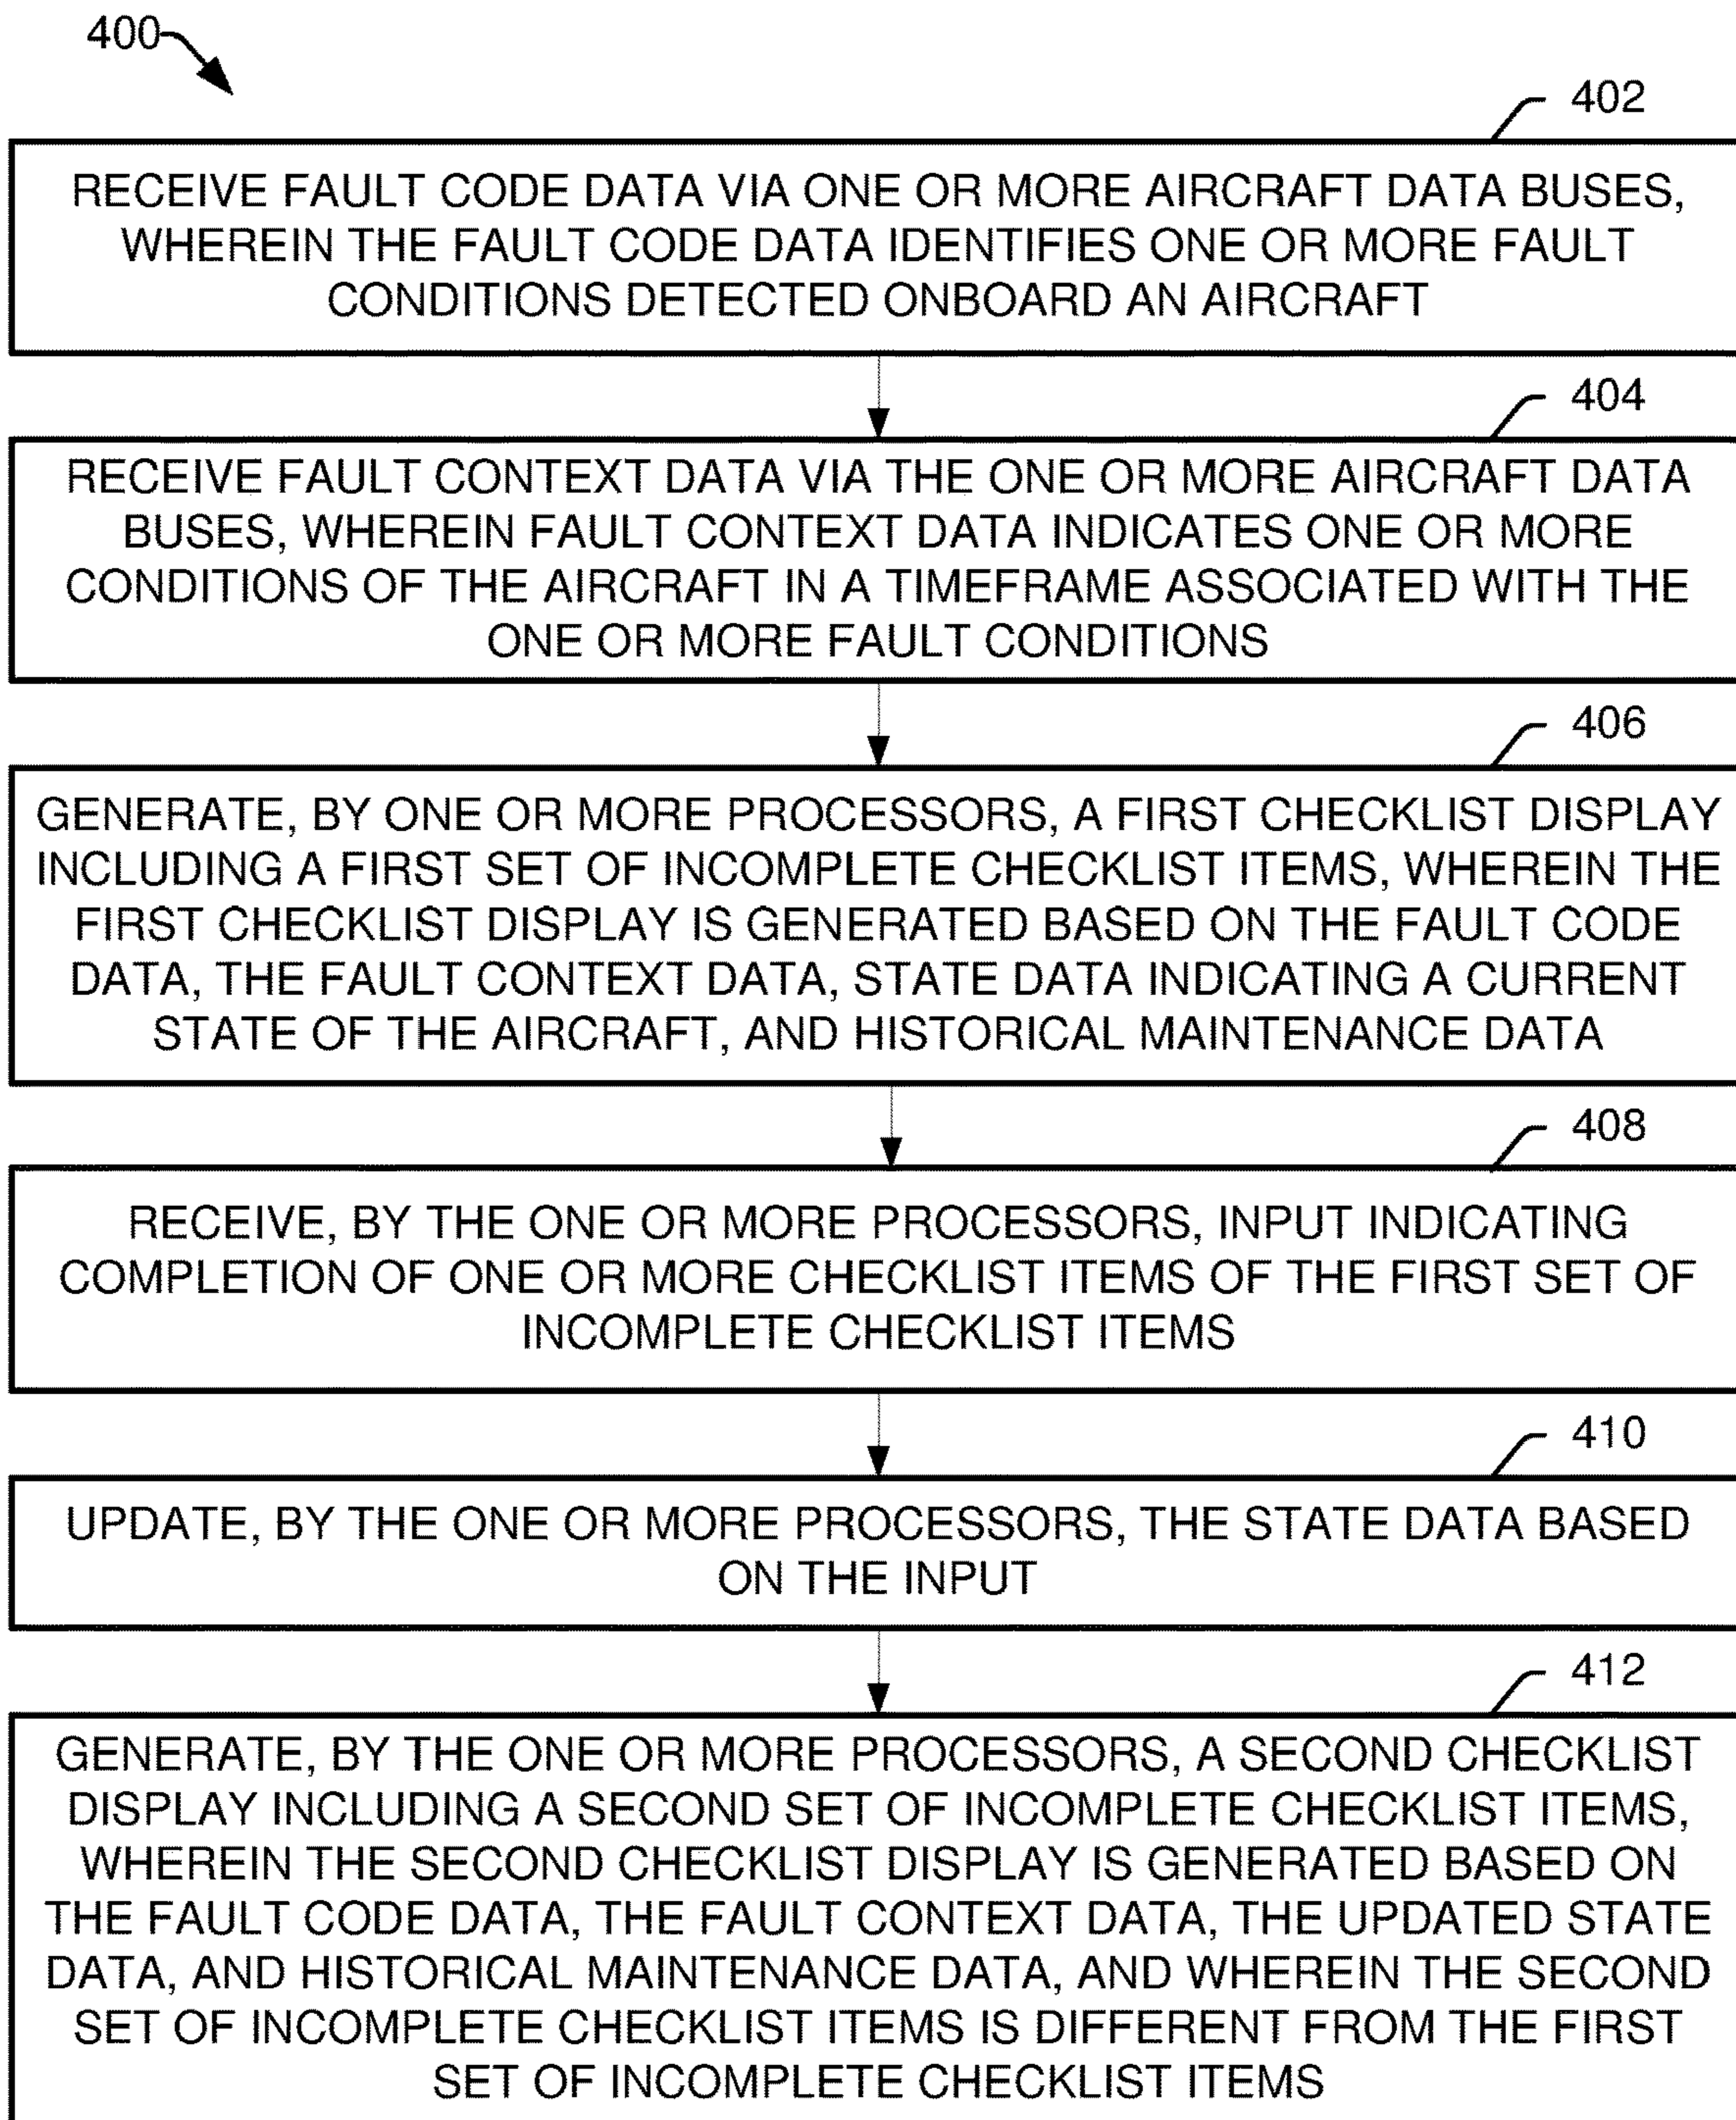 400
402
RECEIVE FAULT CODE DATA VIA ONE OR MORE AIRCRAFT DATA BUSES,
WHEREIN THE FAULT CODE DATA IDENTIFIES ONE OR MORE FAULT
CONDITIONS DETECTED ONBOARD AN AIRCRAFT
404
RECEIVE FAULT CONTEXT DATA VIA THE ONE OR MORE AIRCRAFT DATA
BUSES, WHEREIN FAULT CONTEXT DATA INDICATES ONE OR MORE
CONDITIONS OF THE AIRCRAFT IN A TIMEFRAME ASSOCIATED WITH THE
ONE OR MORE FAULT CONDITIONS
406
GENERATE, BY ONE OR MORE PROCESSORS, A FIRST CHECKLIST DISPLAY
INCLUDING A FIRST SET OF INCOMPLETE CHECKLIST ITEMS, WHEREIN THE
FIRST CHECKLIST DISPLAY IS GENERATED BASED ON THE FAULT CODE
DATA, THE FAULT CONTEXT DATA, STATE DATA INDICATING A CURRENT
STATE OF THE AIRCRAFT, AND HISTORICAL MAINTENANCE DATA
408
RECEIVE, BY THE ONE OR MORE PROCESSORS, INPUT INDICATING
COMPLETION OF ONE OR MORE CHECKLIST ITEMS OF THE FIRST SET OF
INCOMPLETE CHECKLIST ITEMS
410
UPDATE, BY THE ONE OR MORE PROCESSORS, THE STATE DATA BASED
ON THE INPUT
412
GENERATE, BY THE ONE OR MORE PROCESSORS, A SECOND CHECKLIST
DISPLAY INCLUDING A SECOND SET OF INCOMPLETE CHECKLIST ITEMS,
WHEREIN THE SECOND CHECKLIST DISPLAY IS GENERATED BASED ON
THE FAULT CODE DATA, THE FAULT CONTEXT DATA, THE UPDATED STATE
DATA, AND HISTORICAL MAINTENANCE DATA, AND WHEREIN THE SECOND
SET OF INCOMPLETE CHECKLIST ITEMS IS DIFFERENT FROM THE FIRST
SET OF INCOMPLETE CHECKLIST ITEMS